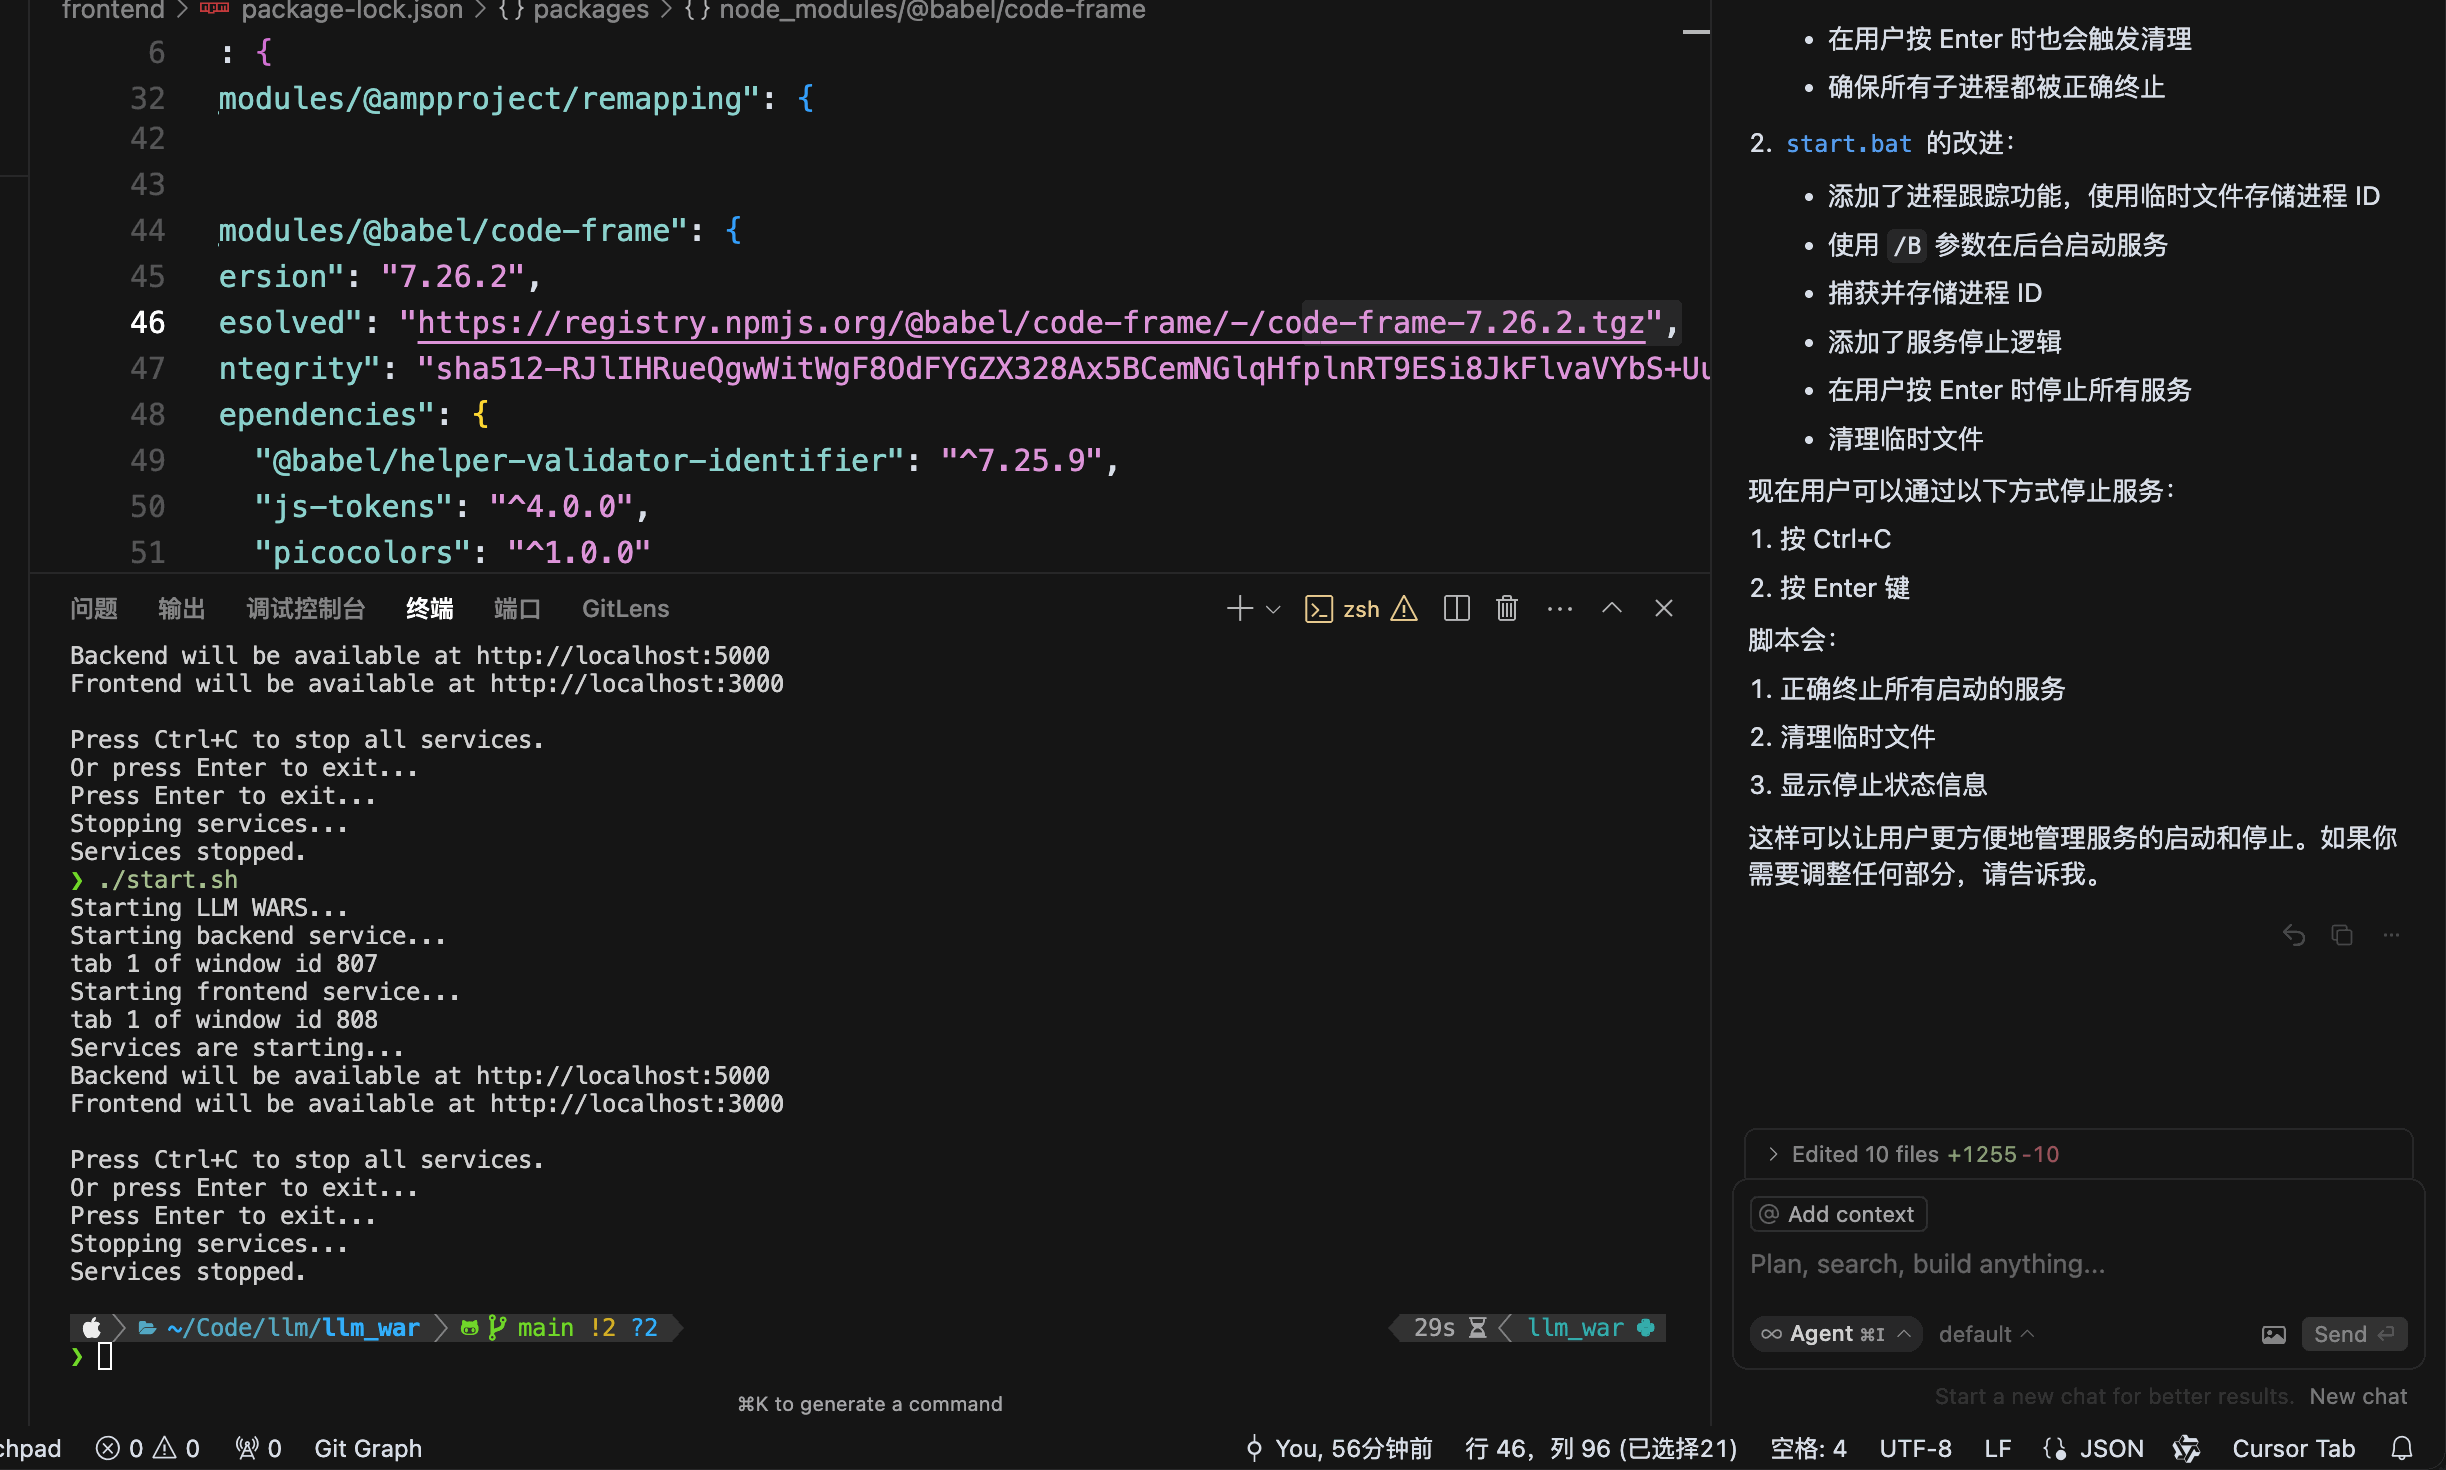 frontend > package-lock.json > {} packages > {} node_modules/@babel/code-frame
6 : {
32 modules/@ampproject/remapping": {
42
43
44 modules/@babel/code-frame": {
45 ersion": "7.26.2",
46 esolved": "https://registry.npmjs.org/@babel/code-frame/-/code-frame-7.26.2.tgz",
47 ntegrity": "sha512-RJlIHRueQgwWitWgF8OdFYGZX328Ax5BCemNGlqHfplnRT9ESi8JkFlvaVYbS+Uu
48 ependencies": {
49 "@babel/helper-validator-identifier": "^7.25.9",
50 "js-tokens": "^4.0.0",
51 "picocolors": "^1.0.0"
问题 输出 调试控制台 终端 端口 GitLens
zsh
Backend will be available at http://localhost:5000
Frontend will be available at http://localhost:3000
Press Ctrl+C to stop all services.
Or press Enter to exit...
Press Enter to exit...
Stopping services...
Services stopped.
❯ ./start.sh
Starting LLM WARS...
Starting backend service...
tab 1 of window id 807
Starting frontend service...
tab 1 of window id 808
Services are starting...
Backend will be available at http://localhost:5000
Frontend will be available at http://localhost:3000
Press Ctrl+C to stop all services.
Or press Enter to exit...
Press Enter to exit...
Stopping services...
Services stopped.
~/Code/llm/llm_war main !2 ?2
29s llm_war
❯
⌘K to generate a command
• 在用户按 Enter 时也会触发清理
• 确保所有子进程都被正确终止
2. start.bat 的改进：
• 添加了进程跟踪功能，使用临时文件存储进程 ID
• 使用 /B 参数在后台启动服务
• 捕获并存储进程 ID
• 添加了服务停止逻辑
• 在用户按 Enter 时停止所有服务
• 清理临时文件
现在用户可以通过以下方式停止服务：
1. 按 Ctrl+C
2. 按 Enter 键
脚本会：
1. 正确终止所有启动的服务
2. 清理临时文件
3. 显示停止状态信息
这样可以让用户更方便地管理服务的启动和停止。如果你
需要调整任何部分，请告诉我。
> Edited 10 files +1255 -10
@ Add context
Plan, search, build anything...
∞ Agent ⌘I default Send
Start a new chat for better results. New chat
chpad 0 0 0 Git Graph
You, 56分钟前 行 46，列 96 (已选择21) 空格: 4 UTF-8 LF JSON Cursor Tab